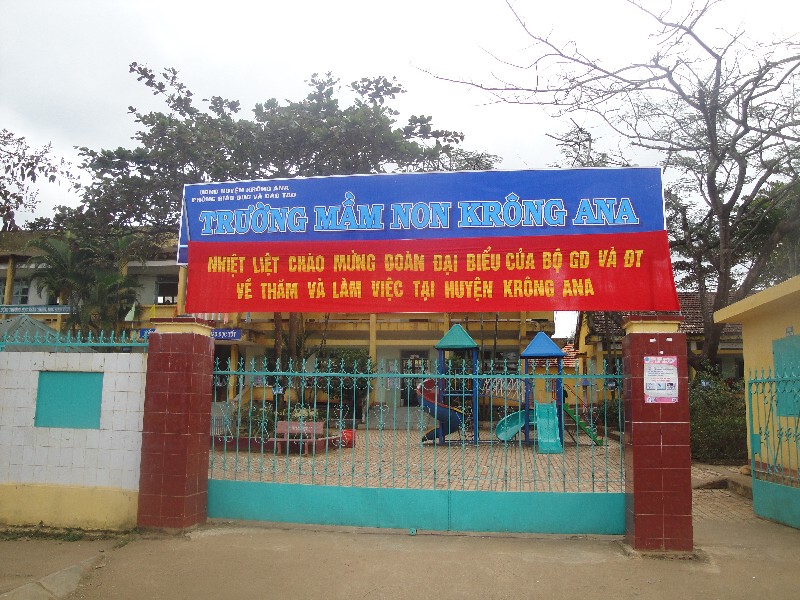 UBND HUYỆN KRÔNG ANA
PHÒNG GIÁO DỤC VÀ ĐÀO TẠO
TRƯỜNG MẦM NON KRÔNG ANA
NHIỆT LIỆT CHÀO MỪNG ĐOÀN ĐẠI BIỂU CỦA BỘ GD VÀ ĐT
VỀ THĂM VÀ LÀM VIỆC TẠI HUYỆN KRÔNG ANA